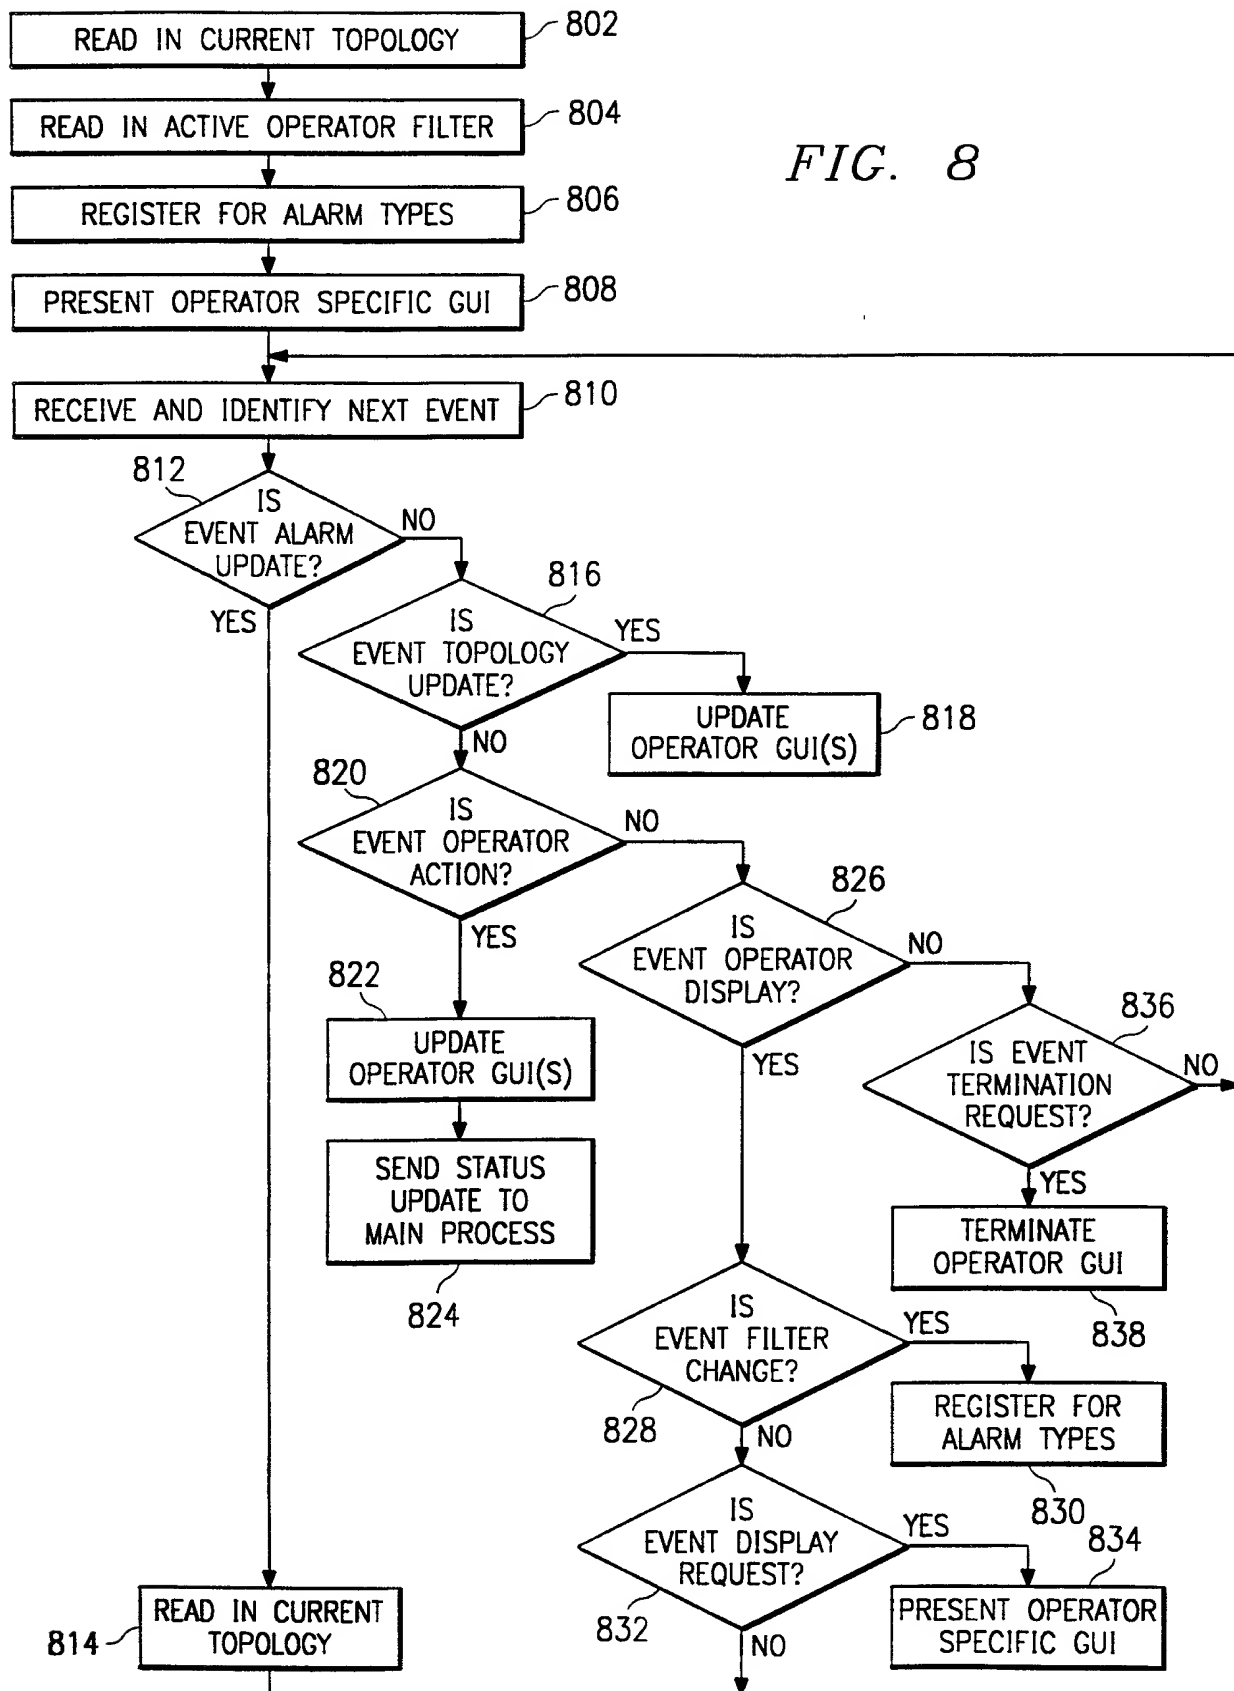 READ IN CURRENT TOPOLOGY
802
READ IN ACTIVE OPERATOR FILTER
804
FIG. 8
REGISTER FOR ALARM TYPES
806
PRESENT OPERATOR SPECIFIC GUI
808
RECEIVE AND IDENTIFY NEXT EVENT
810
812
IS
EVENT ALARM
UPDATE?
NO
YES
816
IS
EVENT TOPOLOGY
UPDATE?
YES
NO
UPDATE
OPERATOR GUI(S)
818
820
IS
EVENT OPERATOR
ACTION?
NO
YES
826
IS
EVENT OPERATOR
DISPLAY?
NO
YES
822
UPDATE
OPERATOR GUI(S)
836
IS EVENT
TERMINATION
REQUEST?
NO
YES
SEND STATUS
UPDATE TO
MAIN PROCESS
824
TERMINATE
OPERATOR GUI
838
IS
EVENT FILTER
CHANGE?
YES
828
NO
REGISTER FOR
ALARM TYPES
830
IS
EVENT DISPLAY
REQUEST?
YES
832
NO
834
PRESENT OPERATOR
SPECIFIC GUI
READ IN CURRENT
TOPOLOGY
814